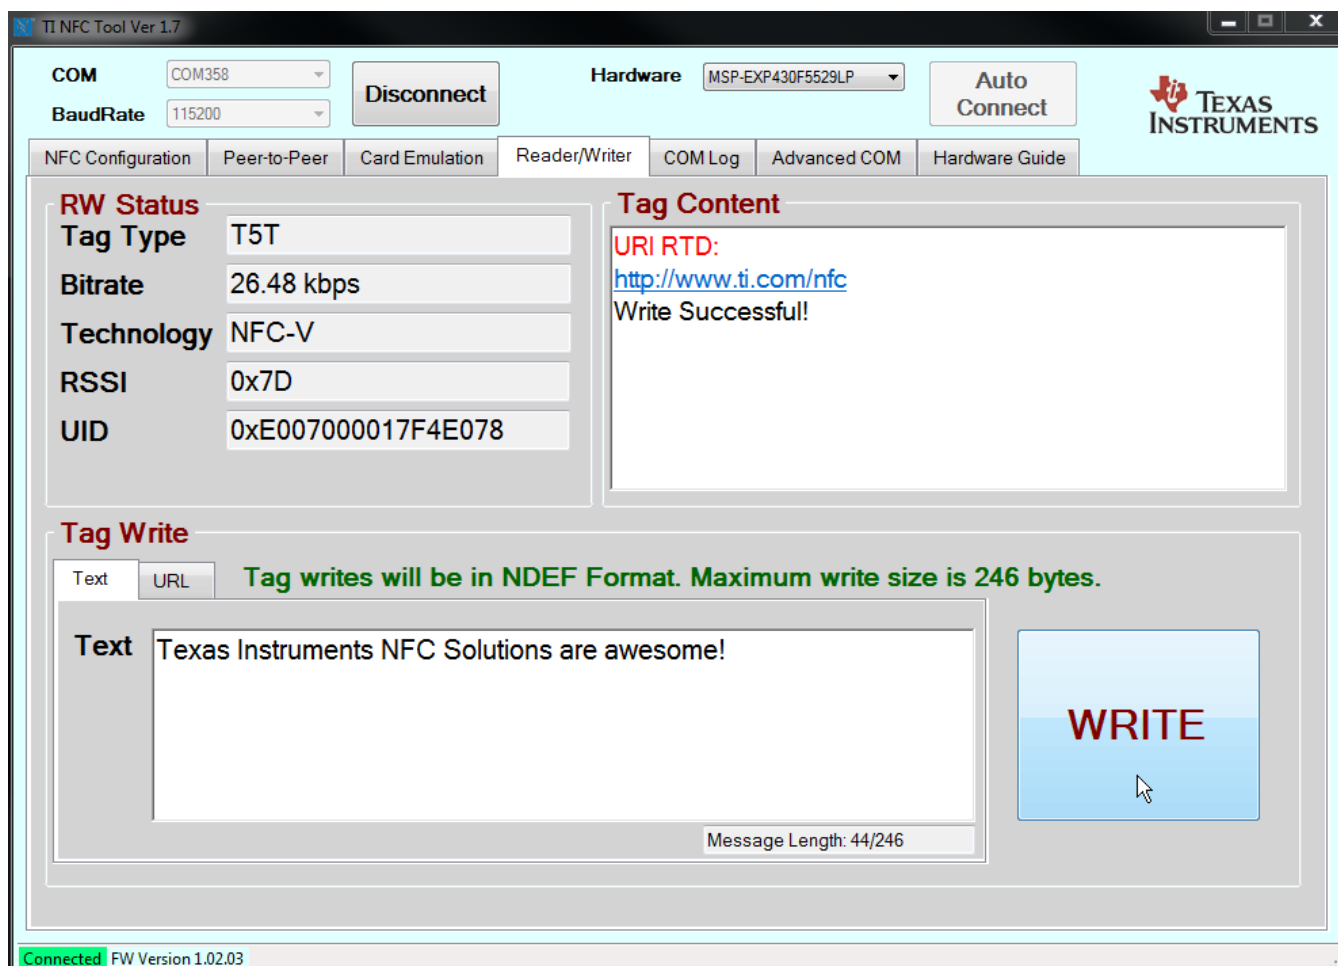 TI NFC Tool Ver 1.7
COM COM358
BaudRate 115200
Disconnect
Hardware MSP-EXP430F5529LP
Auto
Connect
TEXAS
INSTRUMENTS
NFC Configuration Peer-to-Peer Card Emulation Reader/Writer COM Log Advanced COM Hardware Guide
RW Status
Tag Type T5T
Bitrate 26.48 kbps
Technology NFC-V
RSSI 0x7D
UID 0xE007000017F4E078
Tag Content
URI RTD:
http://www.ti.com/nfc
Write Successful!
Tag Write
Text URL Tag writes will be in NDEF Format. Maximum write size is 246 bytes.
Text Texas Instruments NFC Solutions are awesome!
WRITE
Message Length: 44/246
Connected FW Version 1.02.03